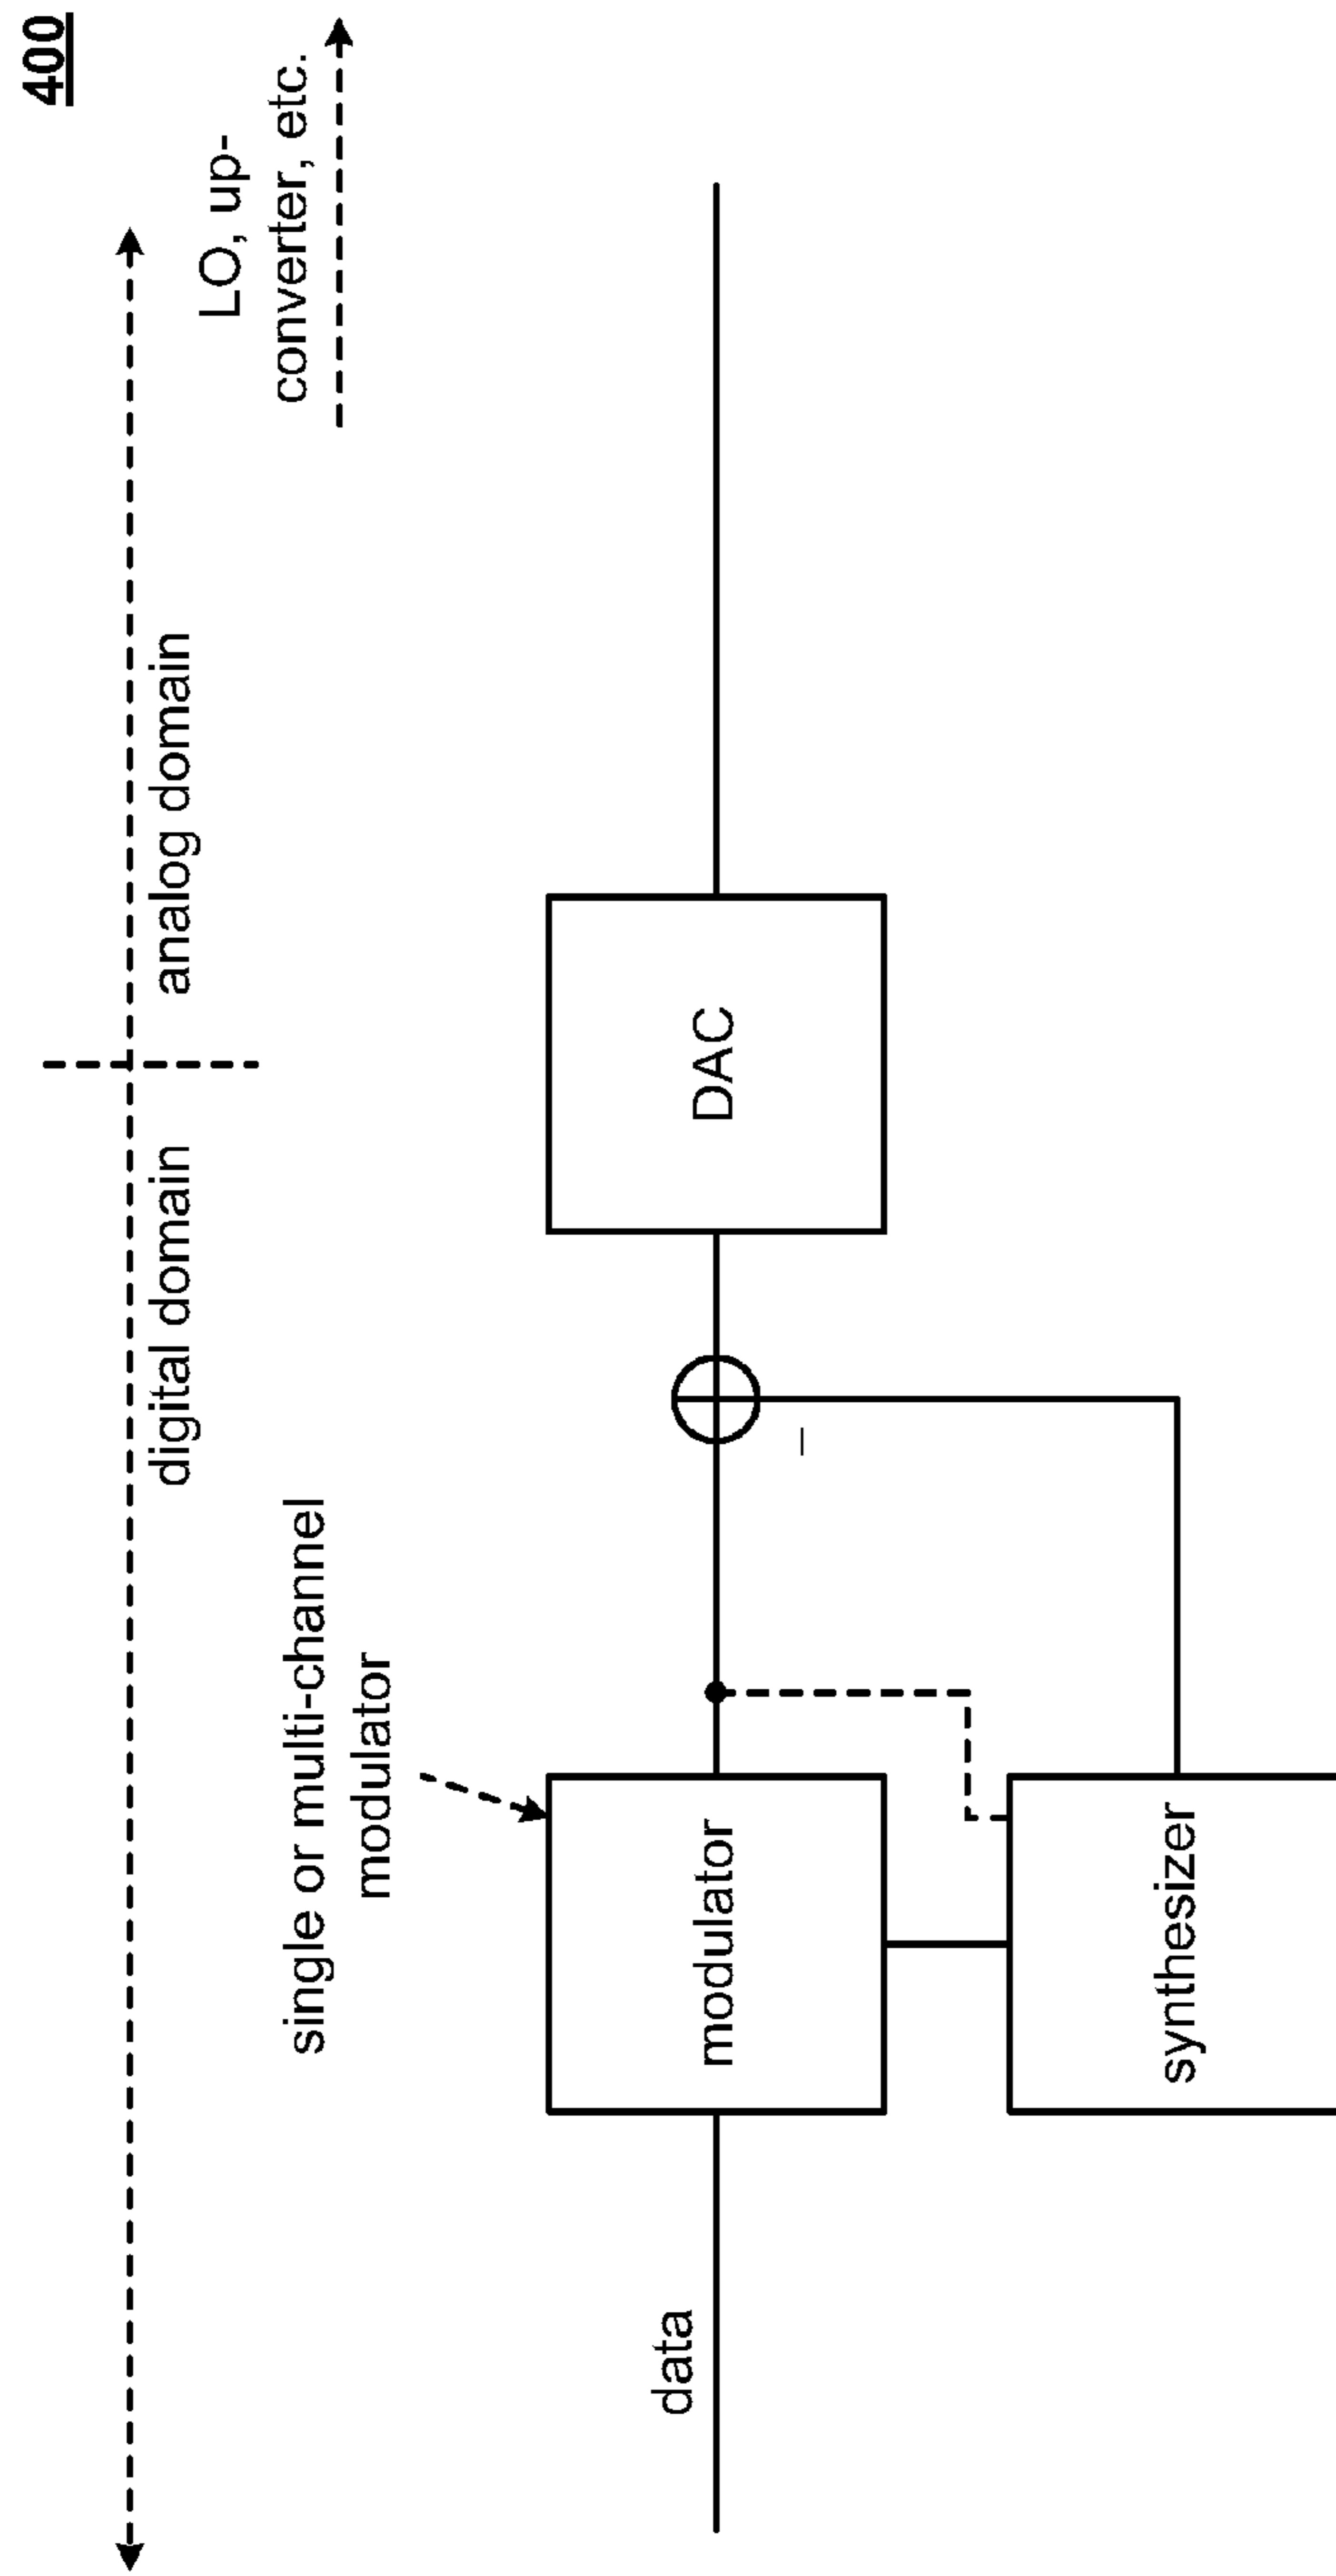 400
digital domain
analog domain
LO, up-
converter, etc.
single or multi-channel
modulator
data
modulator
–
DAC
synthesizer